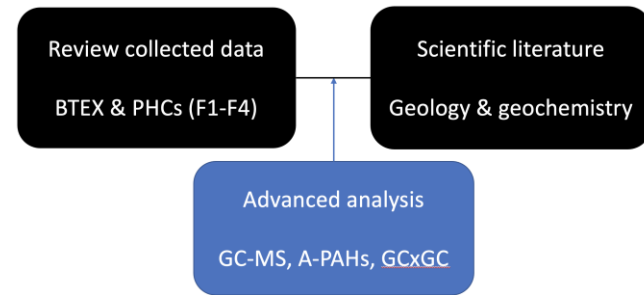 Review collected data
BTEX & PHCs (F1-F4)
Scientific literature
Geology & geochemistry
Advanced analysis
GC-MS, A-PAHs, GCxGC